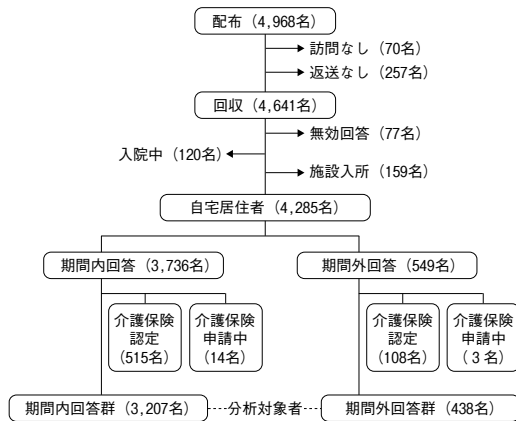 配布（4,968名）
訪問なし（70名）
返送なし（257名）
回収（4,641名）
無効回答（77名）
入院中（120名）
施設入所（159名）
自宅居住者（4,285名）
期間内回答（3,736名）
期間外回答（549名）
介護保険
認定
(515名)
介護保険
申請中
(14名)
介護保険
認定
(108名)
介護保険
申請中
(3名)
期間内回答群（3,207名）
分析対象者
期間外回答群（438名）